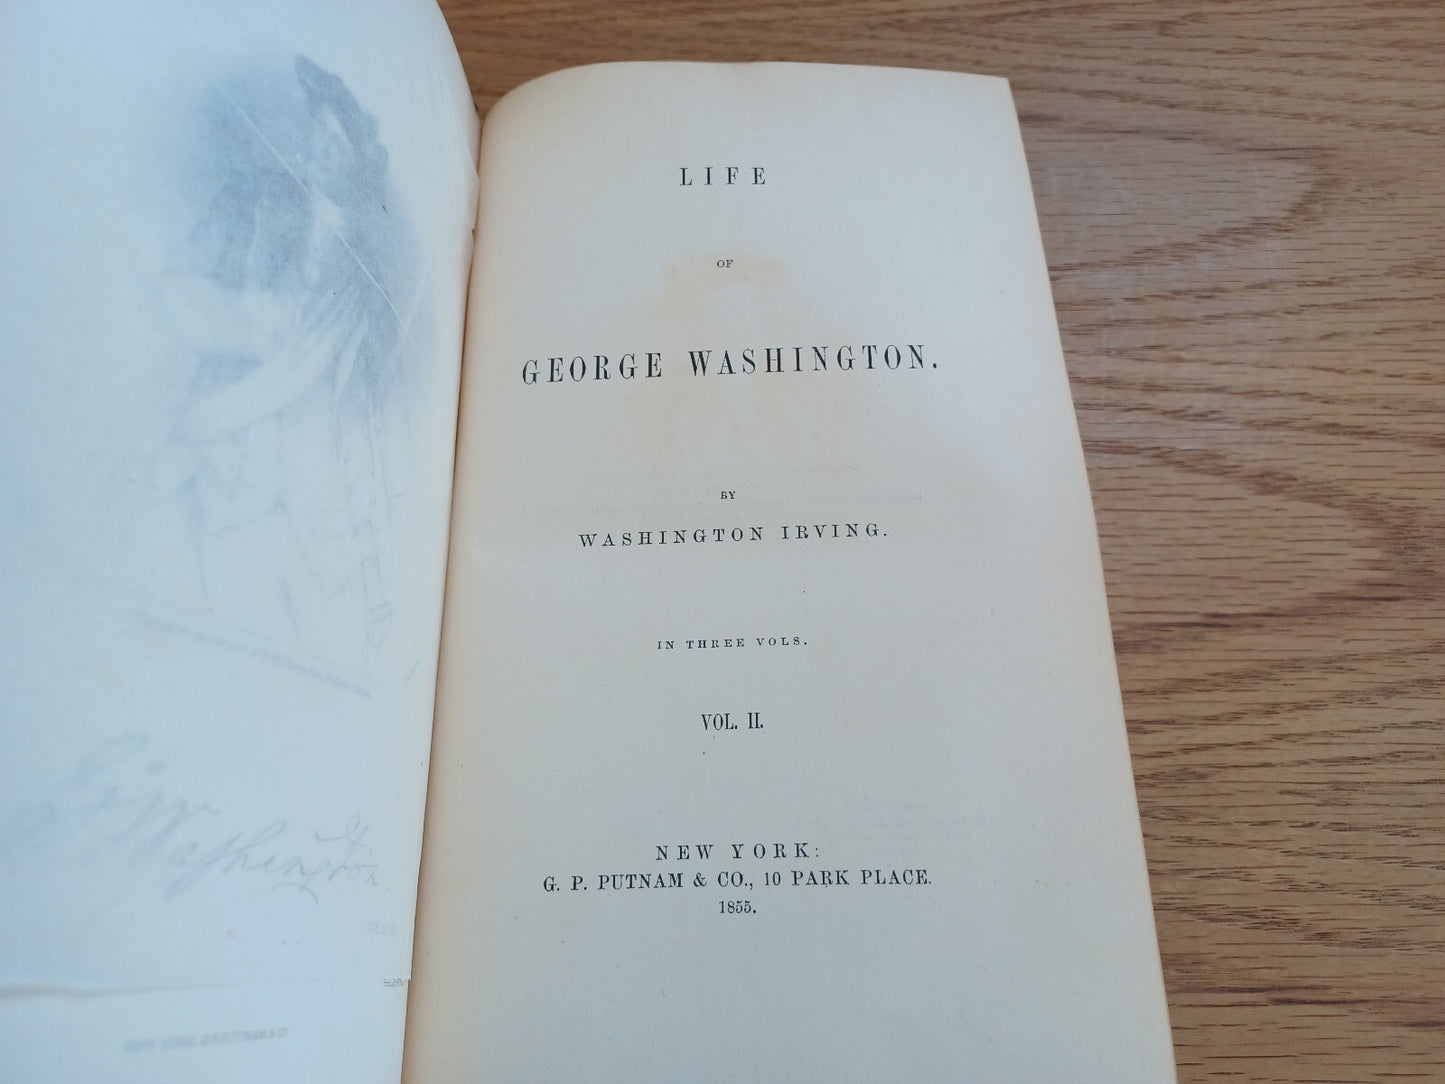 LIFE
OF
GEORGE WASHINGTON.
BY
WASHINGTON IRVING.
IN THREE VOLS.
VOL. II.
NEW YORK:
G. P. PUTNAM & CO., 10 PARK PLACE.
1855.
G Washington